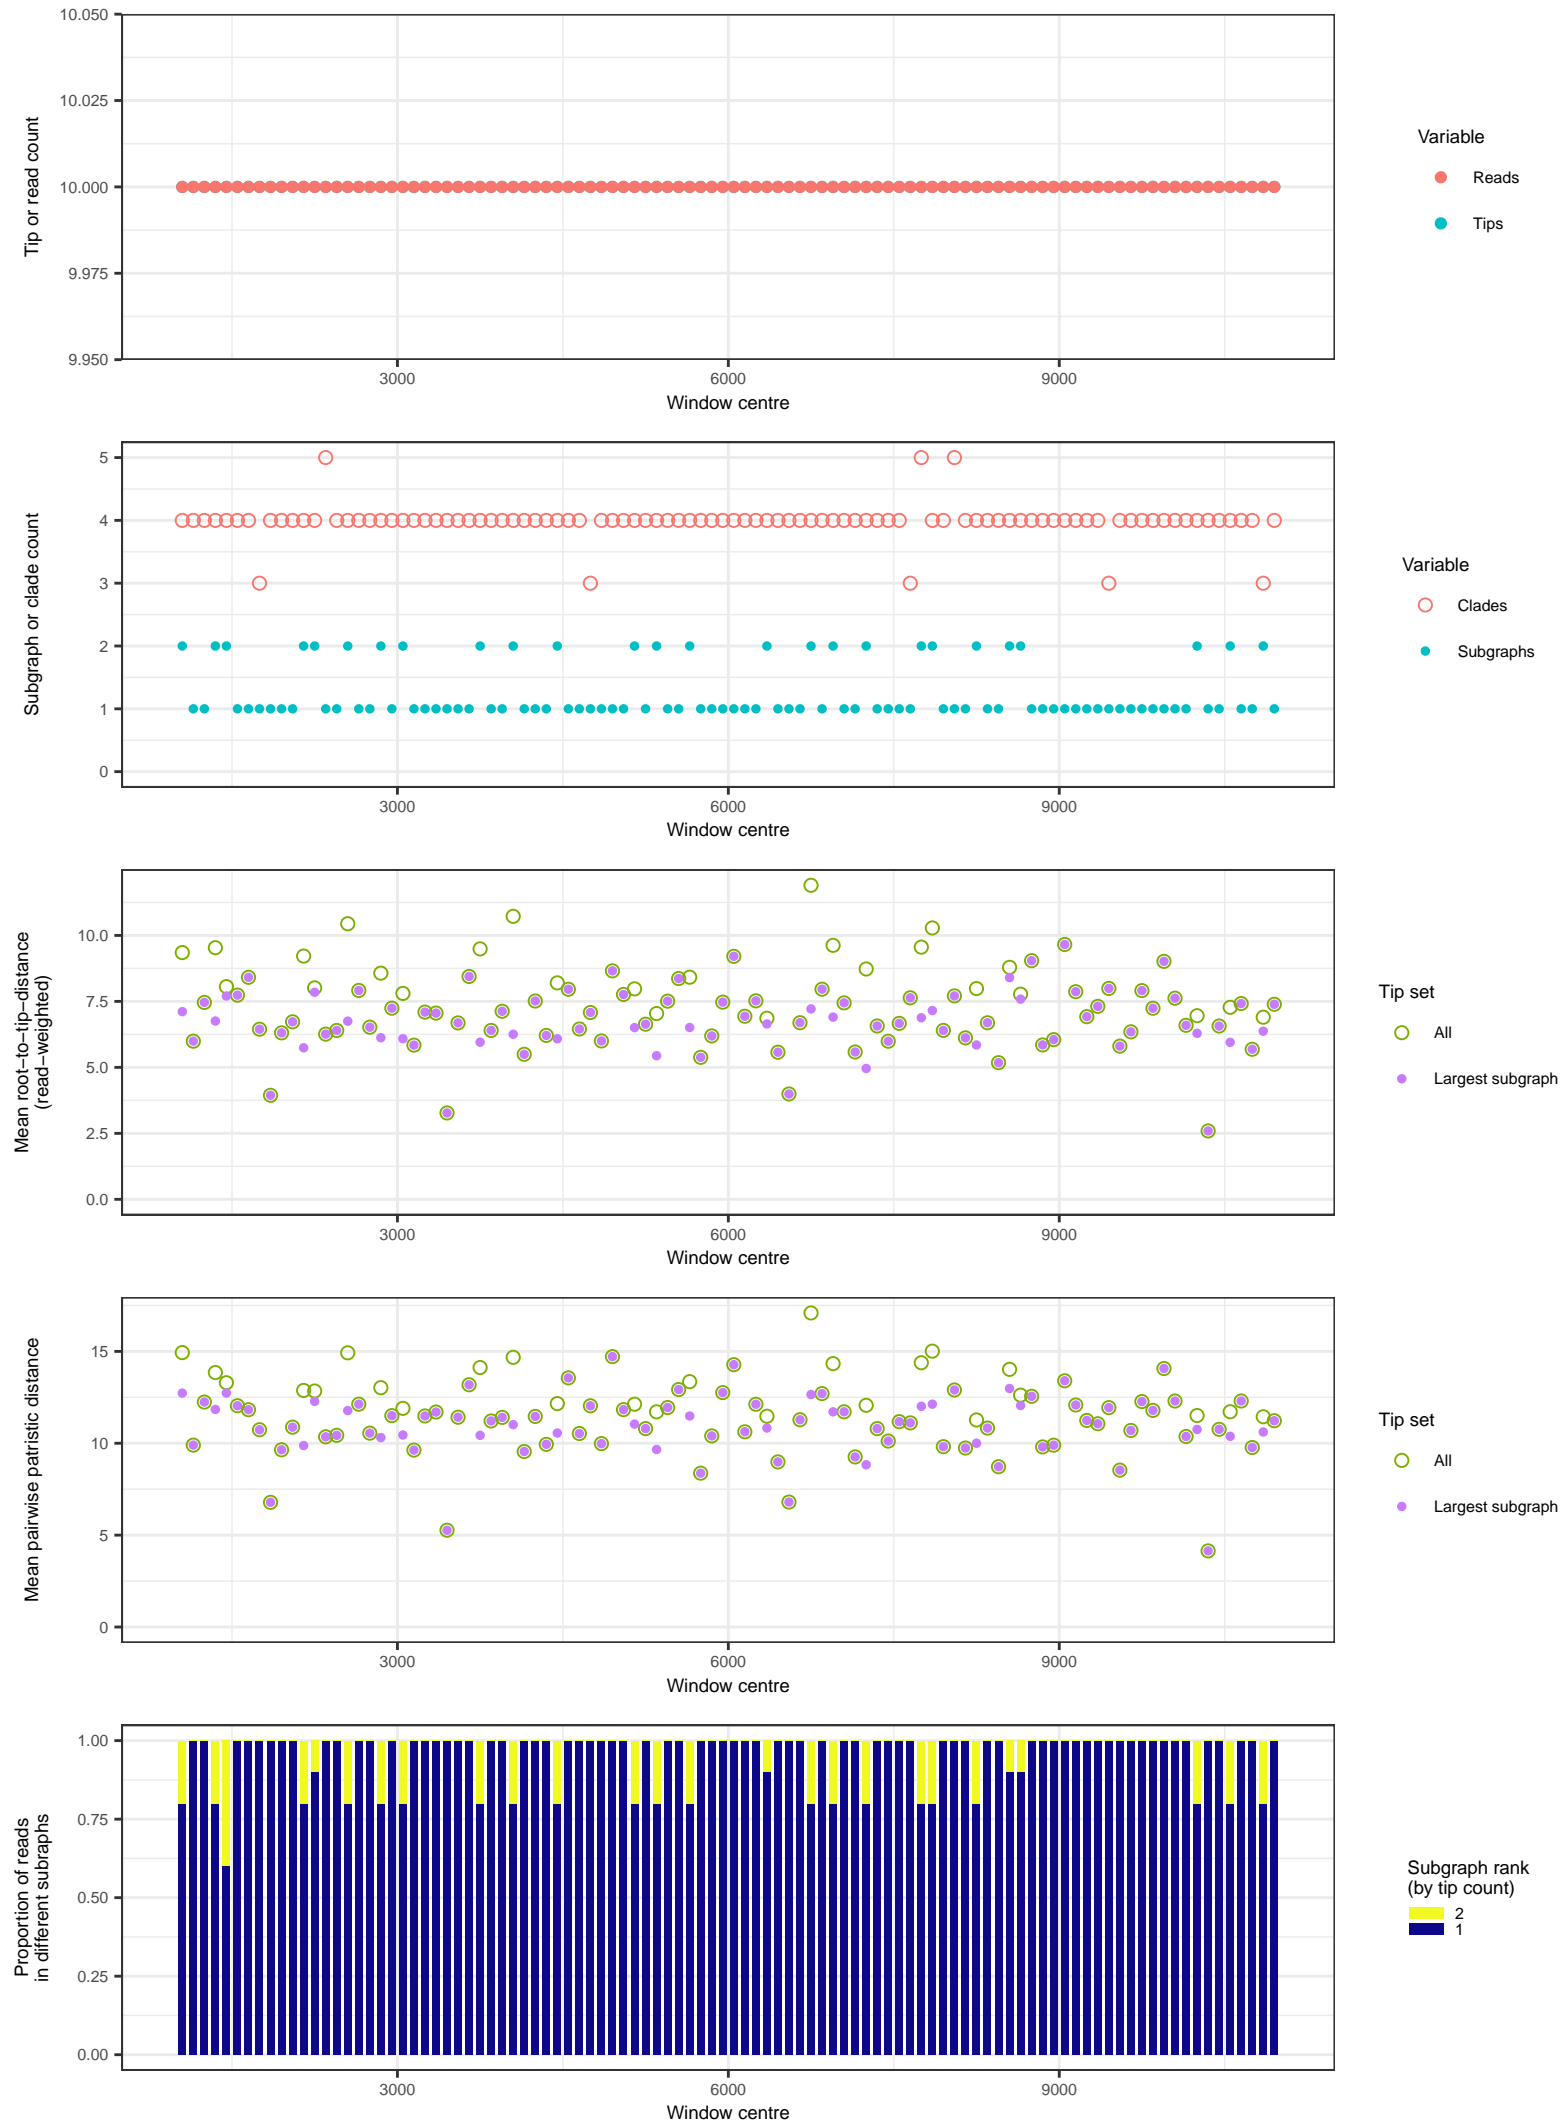 10.050
10.025
10.000
9.975
9.950
Tip or read count
3000
6000
9000
Window centre
Variable
Reads
Tips
5
4
3
2
1
0
Subgraph or clade count
3000
6000
9000
Window centre
Variable
Clades
Subgraphs
10.0
7.5
5.0
2.5
0.0
Mean root−to−tip−distance
(read−weighted)
3000
6000
9000
Window centre
Tip set
All
Largest subgraph
15
10
5
0
Mean pairwise patristic distance
3000
6000
9000
Window centre
Tip set
All
Largest subgraph
1.00
0.75
0.50
0.25
0.00
Proportion of reads
in different subraphs
3000
6000
9000
Window centre
Subgraph rank
(by tip count)
2
1